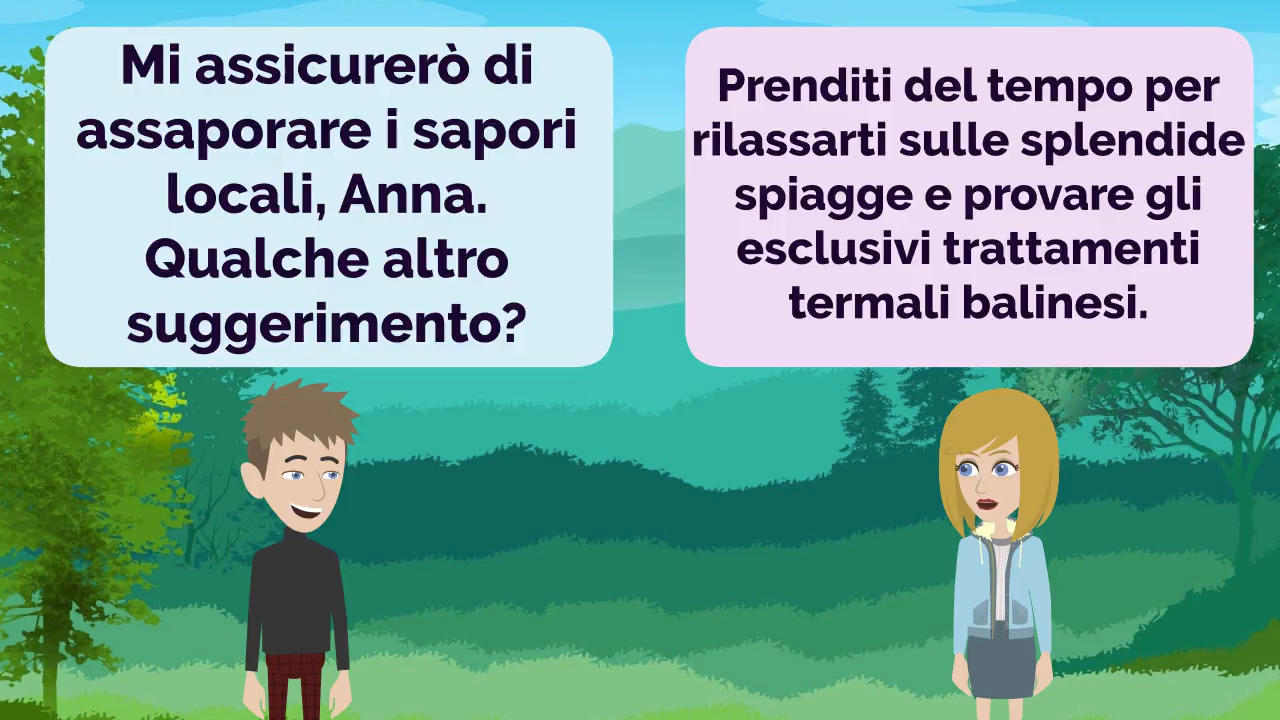 Mi assicurerò di
assaporare i sapori
locali, Anna.
Qualche altro
suggerimento?
Prenditi del tempo per
rilassarti sulle splendide
spiagge e provare gli
esclusivi trattamenti
termali balinesi.